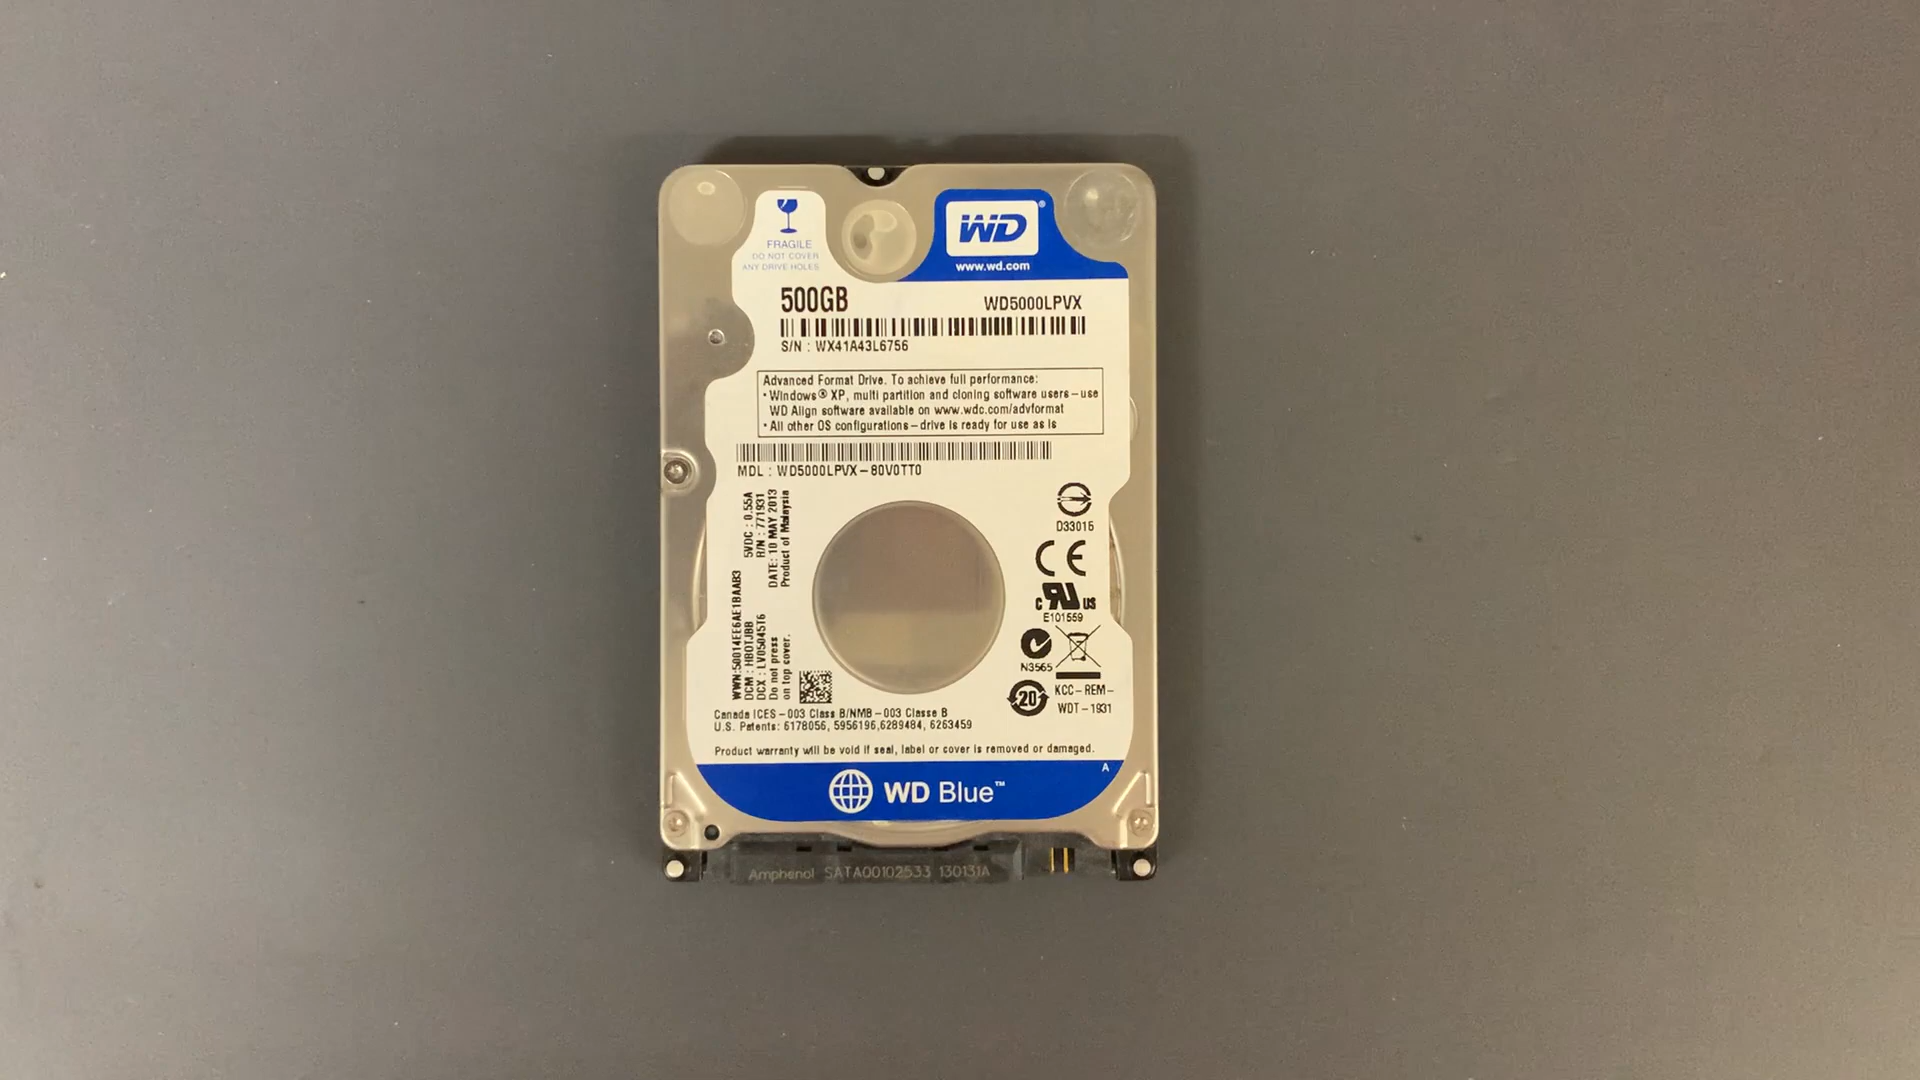 FRAGILE
DO NOT COVER
ANY DRIVE HOLES
WD®
www.wd.com
500GB
WD5000LPVX
S/N : WX41A43L6756
Advanced Format Drive. To achieve full performance:
• Windows® XP, multi partition and cloning software users – use
WD Align software available on www.wdc.com/advformat
• All other OS configurations – drive is ready for use as is
MDL : WD5000LPVX – 80V0TT0
5VDC : 0.55A
R/N : 771931
DATE: 10 MAY 2013
Product of Malaysia
WWN:50014EE6AE1BAAB3
DCM : HBOTJBB
DCX : LV05045T6
Do not press
on top cover.
D33016
CE
c RU us
E101559
N3565
20
KCC – REM –
WDT – 1931
Canada ICES – 003 Class B/NMB – 003 Classe B
U.S. Patents: 6178056, 5956196,6289484, 6263459
Product warranty will be void if seal, label or cover is removed or damaged.
A
WD Blue™
Amphenol SATA00102533 130131A